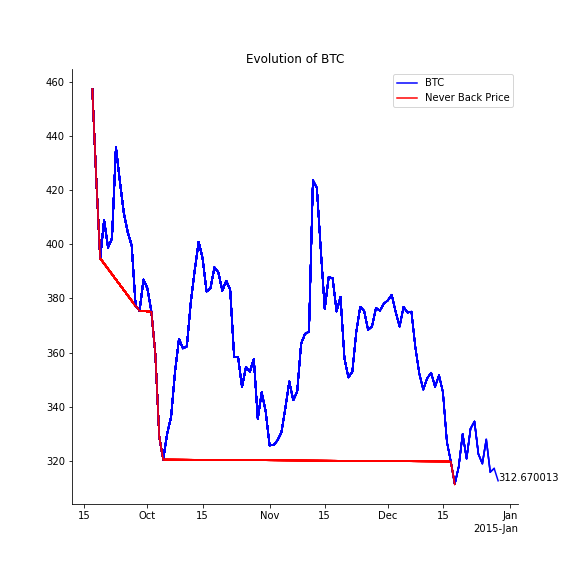 Evolution of BTC
BTC
Never Back Price
460
440
420
400
380
360
340
320
312.670013
15
Oct
15
Nov
15
Dec
15
Jan
2015-Jan